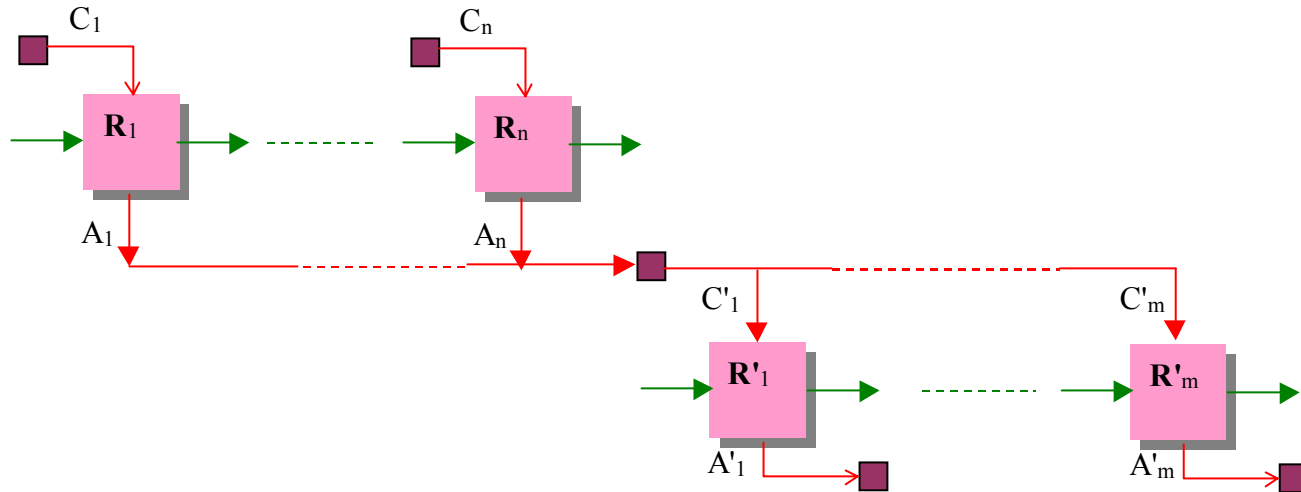 C₁
Cₙ
R₁
Rₙ
A₁
Aₙ
C'₁
C'ₘ
R'₁
R'ₘ
A'₁
A'ₘ